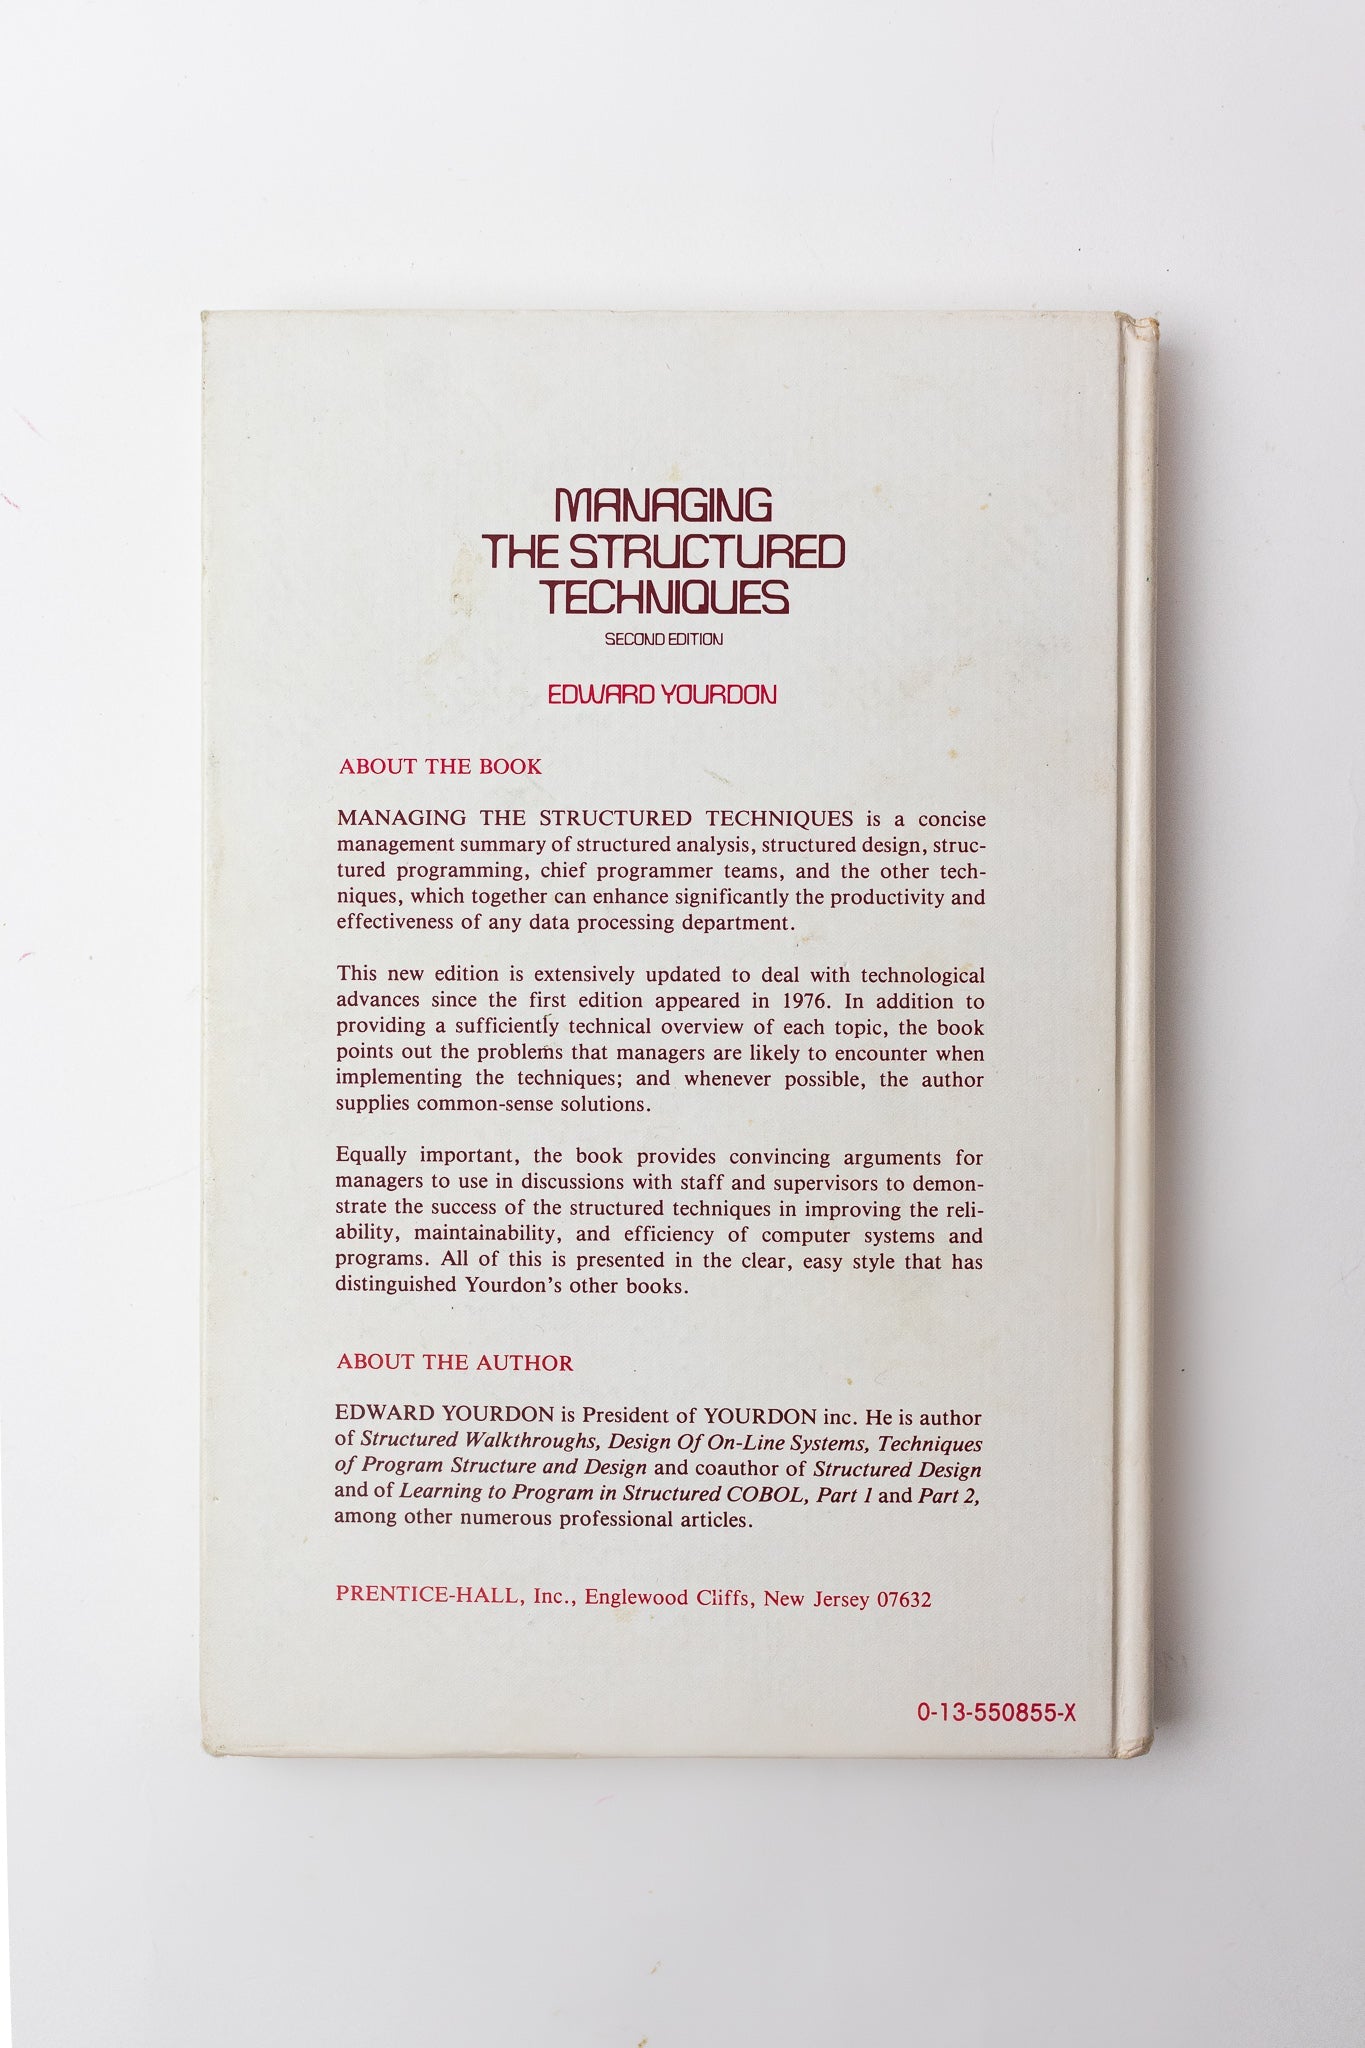 MANAGING
THE STRUCTURED
TECHNIQUES
SECOND EDITION
EDWARD YOURDON
ABOUT THE BOOK
MANAGING THE STRUCTURED TECHNIQUES is a concise
management summary of structured analysis, structured design, struc-
tured programming, chief programmer teams, and the other tech-
niques, which together can enhance significantly the productivity and
effectiveness of any data processing department.
This new edition is extensively updated to deal with technological
advances since the first edition appeared in 1976. In addition to
providing a sufficiently technical overview of each topic, the book
points out the problems that managers are likely to encounter when
implementing the techniques; and whenever possible, the author
supplies common-sense solutions.
Equally important, the book provides convincing arguments for
managers to use in discussions with staff and supervisors to demon-
strate the success of the structured techniques in improving the reli-
ability, maintainability, and efficiency of computer systems and
programs. All of this is presented in the clear, easy style that has
distinguished Yourdon's other books.
ABOUT THE AUTHOR
EDWARD YOURDON is President of YOURDON inc. He is author
of Structured Walkthroughs, Design Of On-Line Systems, Techniques
of Program Structure and Design and coauthor of Structured Design
and of Learning to Program in Structured COBOL, Part 1 and Part 2,
among other numerous professional articles.
PRENTICE-HALL, Inc., Englewood Cliffs, New Jersey 07632
0-13-550855-X